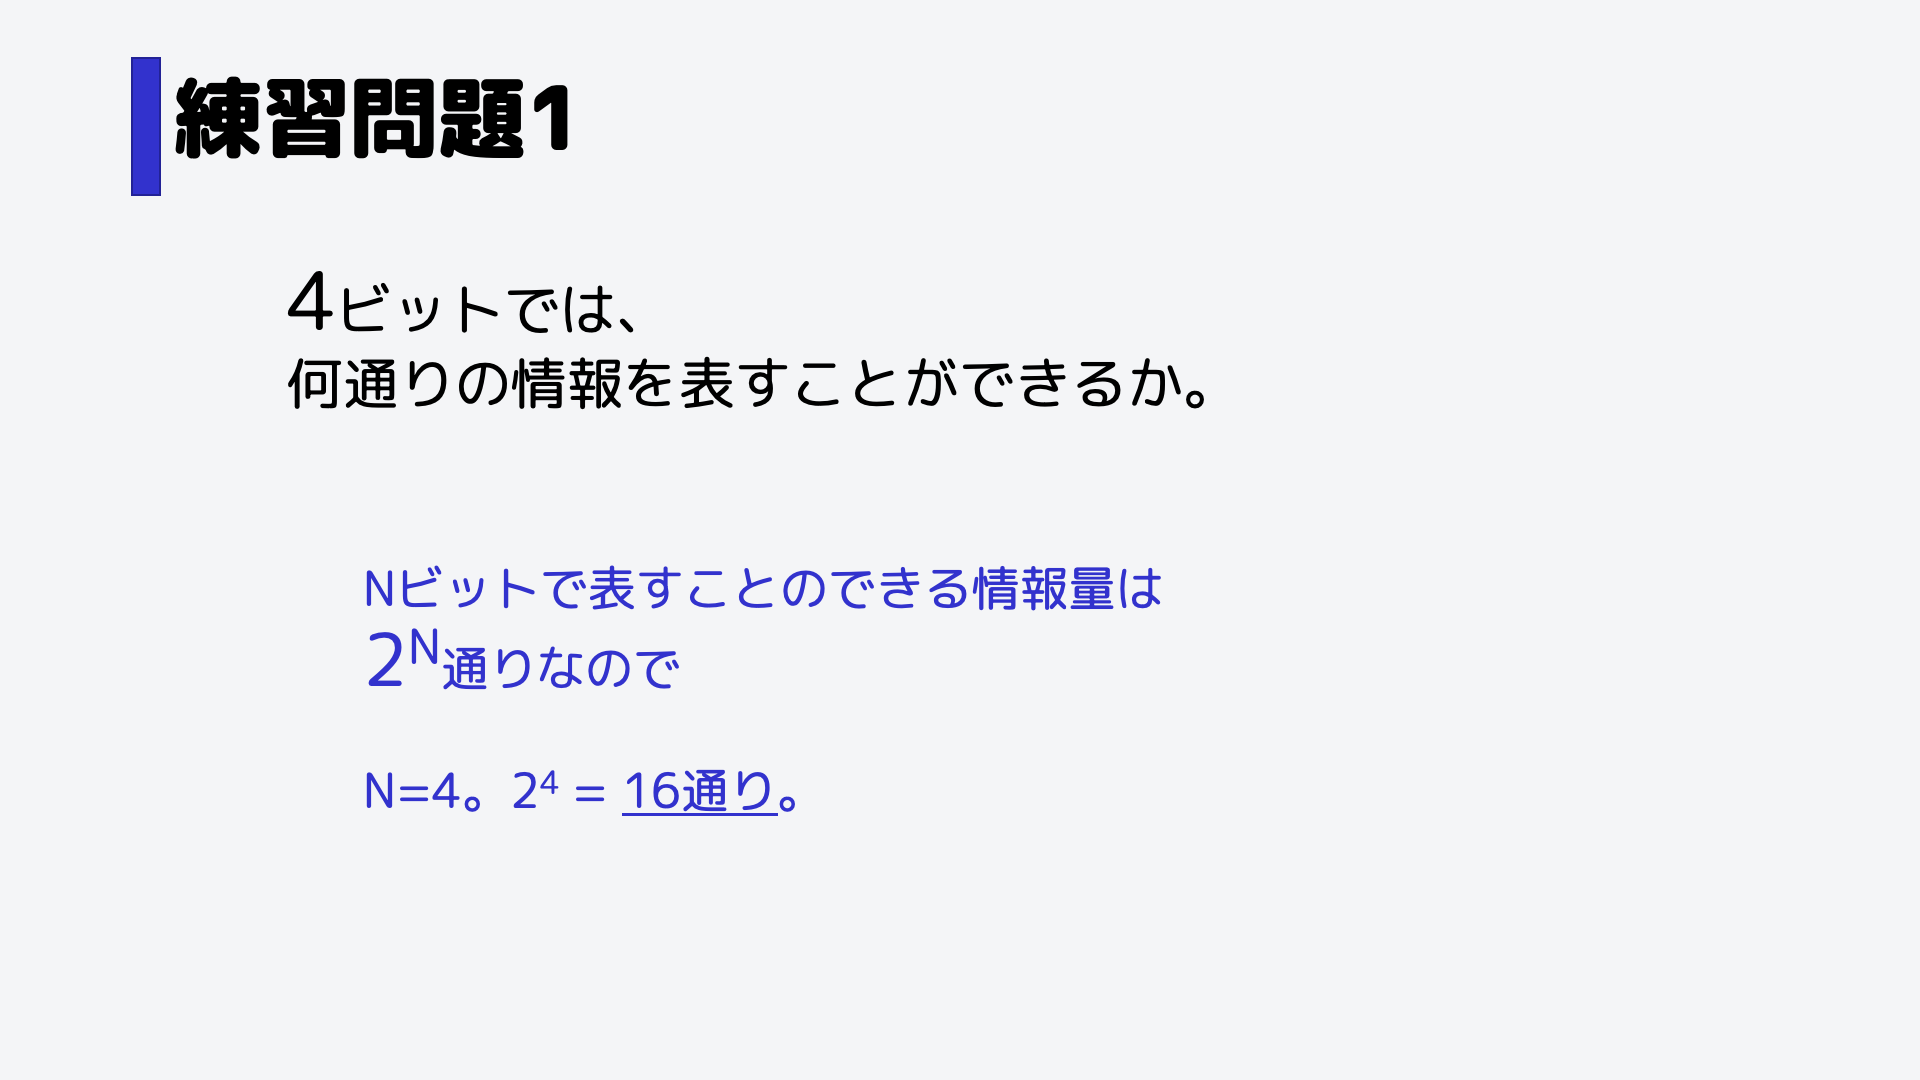 練習問題1
4ビットでは、
何通りの情報を表すことができるか。
Nビットで表すことのできる情報量は
2ᴺ通りなので
N=4。2⁴ = 16通り。